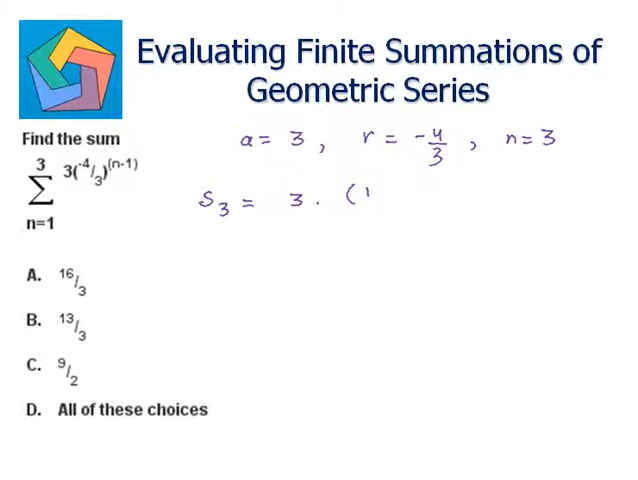 Evaluating Finite Summations of
Geometric Series
Find the sum
a = 3 , r = -4/3 , n = 3
3
∑ 3(-4/3)(n-1)
n=1
S3 = 3 . (1
A. 16/3
B. 13/3
C. 9/2
D. All of these choices